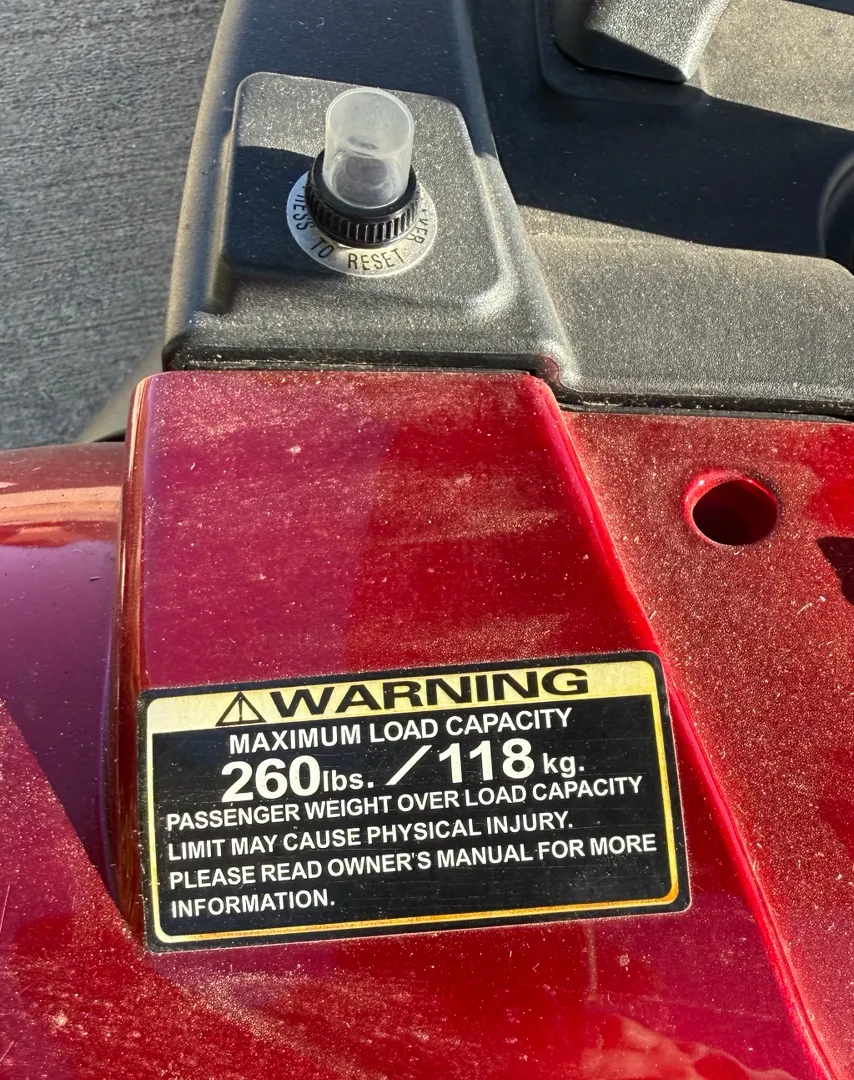 PRESS TO RESET
WARNING
MAXIMUM LOAD CAPACITY
260lbs. / 118 kg.
PASSENGER WEIGHT OVER LOAD CAPACITY
LIMIT MAY CAUSE PHYSICAL INJURY.
PLEASE READ OWNER'S MANUAL FOR MORE
INFORMATION.